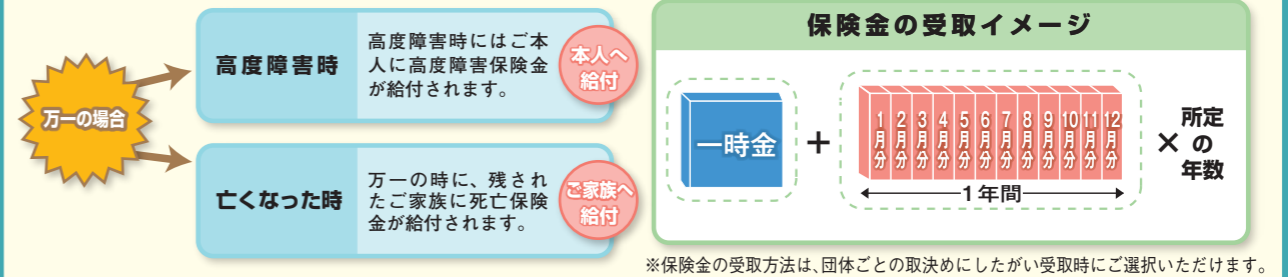 万一の場合
高度障害時
高度障害時にはご本
人に高度障害保険金
が給付されます。
本人へ
給付
亡くなった時
万一の時に、残され
たご家族に死亡保険
金が給付されます。
ご家族へ
給付
保険金の受取イメージ
一時金
+
1月分
2月分
3月分
4月分
5月分
6月分
7月分
8月分
9月分
10月分
11月分
12月分
1年間
×
所定
の
年数
※保険金の受取方法は、団体ごとの取決めにしたがい受取時にご選択いただけます。